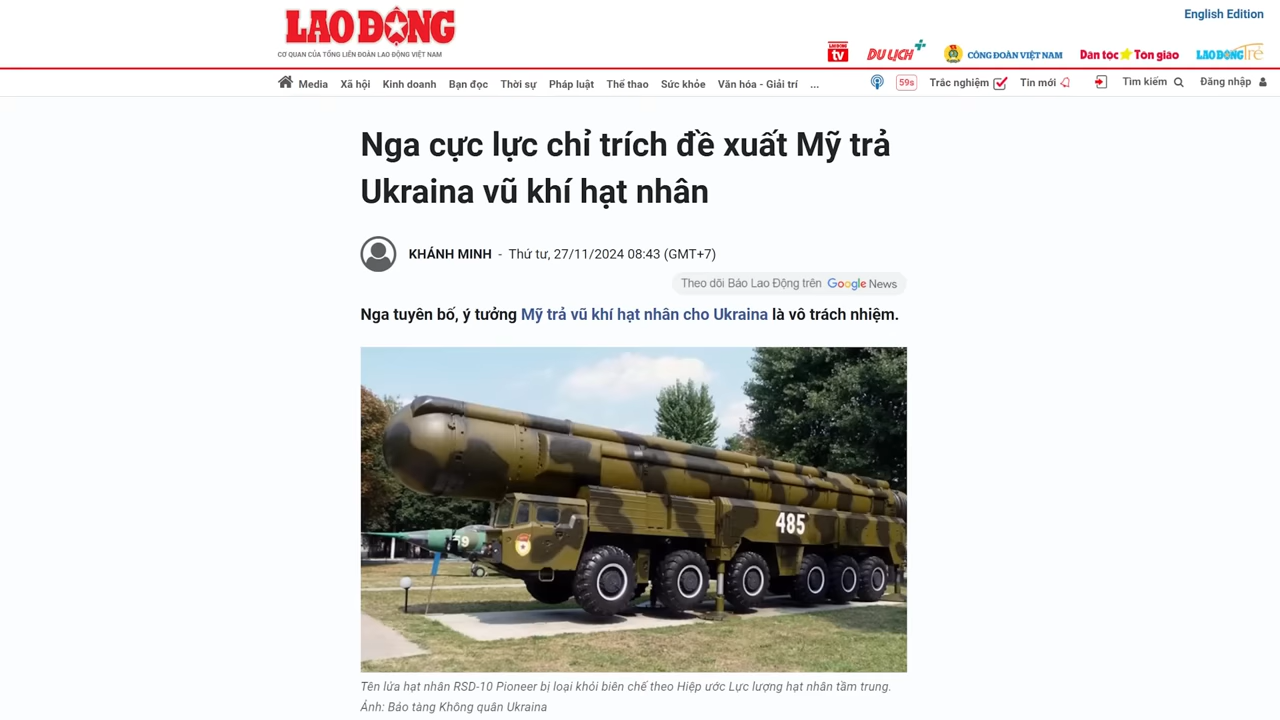 English Edition
LAO ĐỘNG
CƠ QUAN CỦA TỔNG LIÊN ĐOÀN LAO ĐỘNG VIỆT NAM
LAO ĐỘNG tv
DU LỊCH+
CÔNG ĐOÀN VIỆT NAM
Dân tộc Tôn giáo
LAO ĐỘNG Trẻ
Media Xã hội Kinh doanh Bạn đọc Thời sự Pháp luật Thể thao Sức khỏe Văn hóa - Giải trí ...
59s Trắc nghiệm Tin mới Tìm kiếm Đăng nhập
Nga cực lực chỉ trích đề xuất Mỹ trả
Ukraina vũ khí hạt nhân
KHÁNH MINH - Thứ tư, 27/11/2024 08:43 (GMT+7)
Theo dõi Báo Lao Động trên Google News
Nga tuyên bố, ý tưởng Mỹ trả vũ khí hạt nhân cho Ukraina là vô trách nhiệm.
485
Tên lửa hạt nhân RSD-10 Pioneer bị loại khỏi biên chế theo Hiệp ước Lực lượng hạt nhân tầm trung.
Ảnh: Bảo tàng Không quân Ukraina